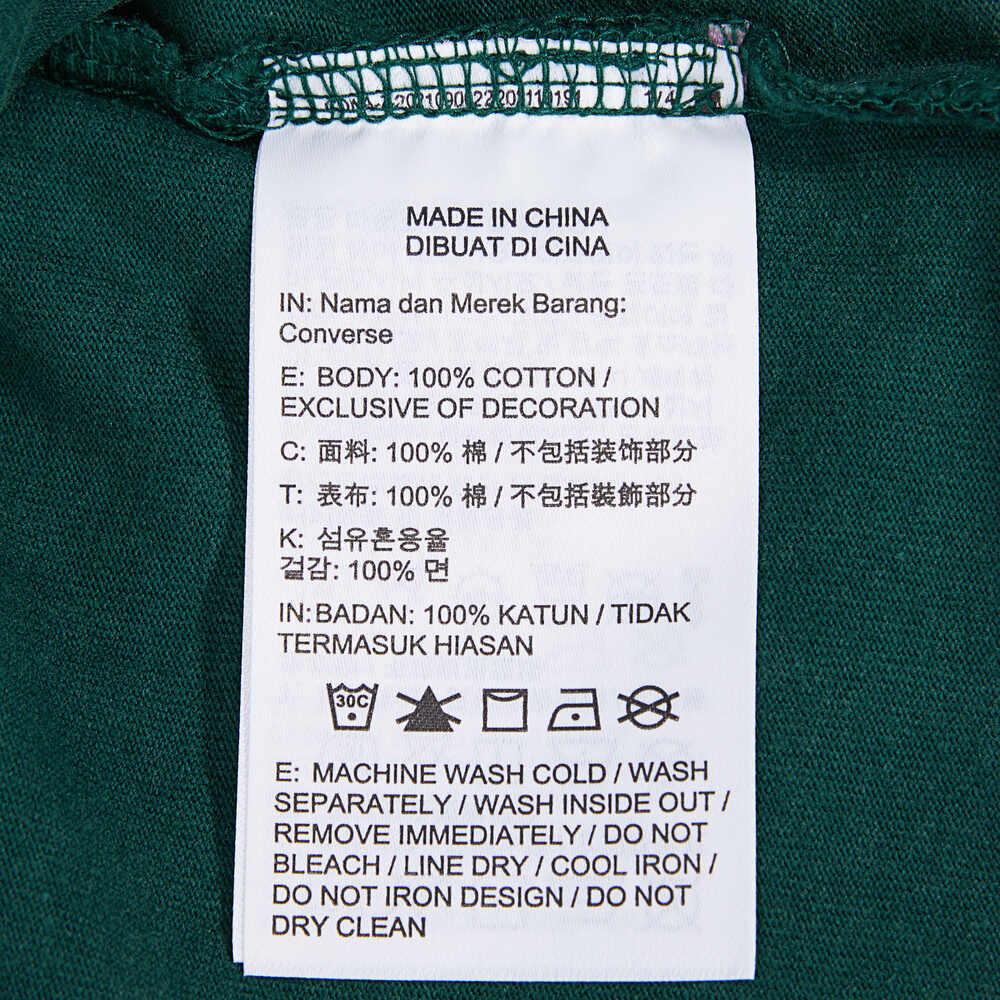 1/4
MADE IN CHINA
DIBUAT DI CINA
IN: Nama dan Merek Barang:
Converse
E: BODY: 100% COTTON /
EXCLUSIVE OF DECORATION
C: 面料: 100% 棉 / 不包括装饰部分
T: 表布: 100% 棉 / 不包括裝飾部分
K: 섬유혼용율
겉감: 100% 면
IN: BADAN: 100% KATUN / TIDAK
TERMASUK HIASAN
30C
E: MACHINE WASH COLD / WASH
SEPARATELY / WASH INSIDE OUT /
REMOVE IMMEDIATELY / DO NOT
BLEACH / LINE DRY / COOL IRON /
DO NOT IRON DESIGN / DO NOT
DRY CLEAN